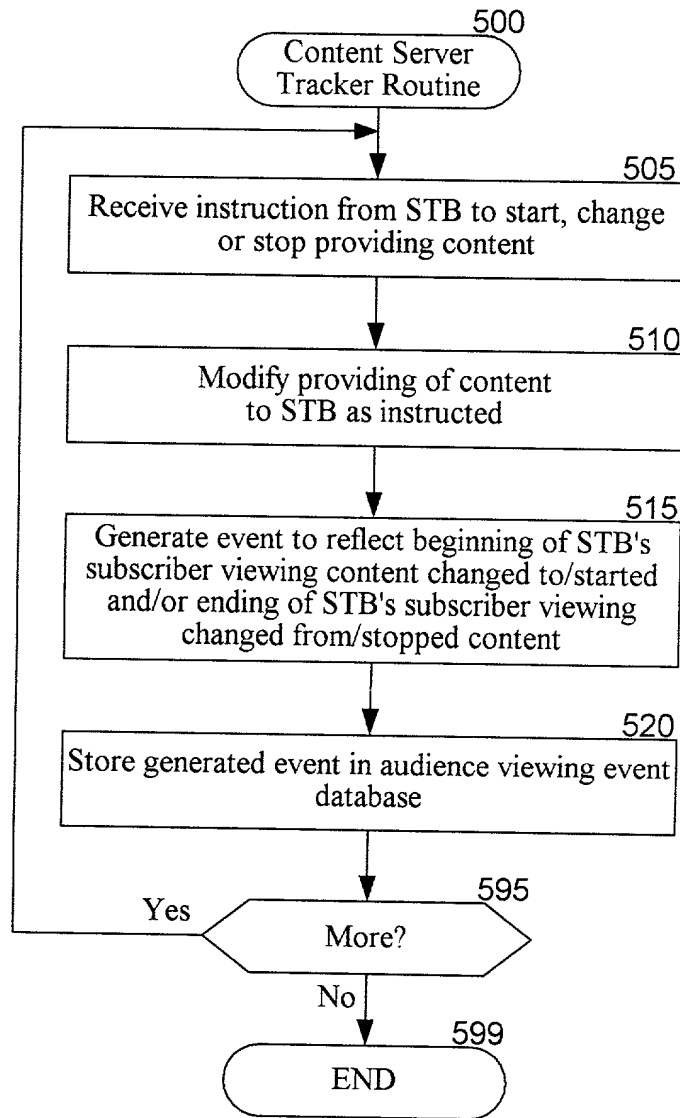 500
Content Server
Tracker Routine
505
Receive instruction from STB to start, change
or stop providing content
510
Modify providing of content
to STB as instructed
515
Generate event to reflect beginning of STB's
subscriber viewing content changed to/started
and/or ending of STB's subscriber viewing
changed from/stopped content
520
Store generated event in audience viewing event
database
595
Yes
More?
No
599
END